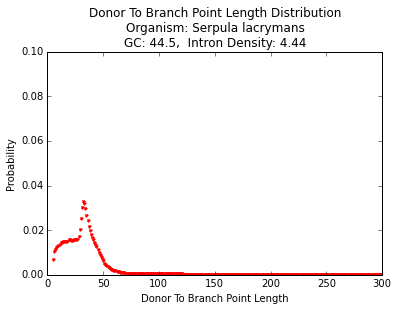 Donor To Branch Point Length Distribution
Organism: Serpula lacrymans
GC: 44.5,  Intron Density: 4.44
0.10
0.08
0.06
0.04
0.02
0.00
Probability
0
50
100
150
200
250
300
Donor To Branch Point Length